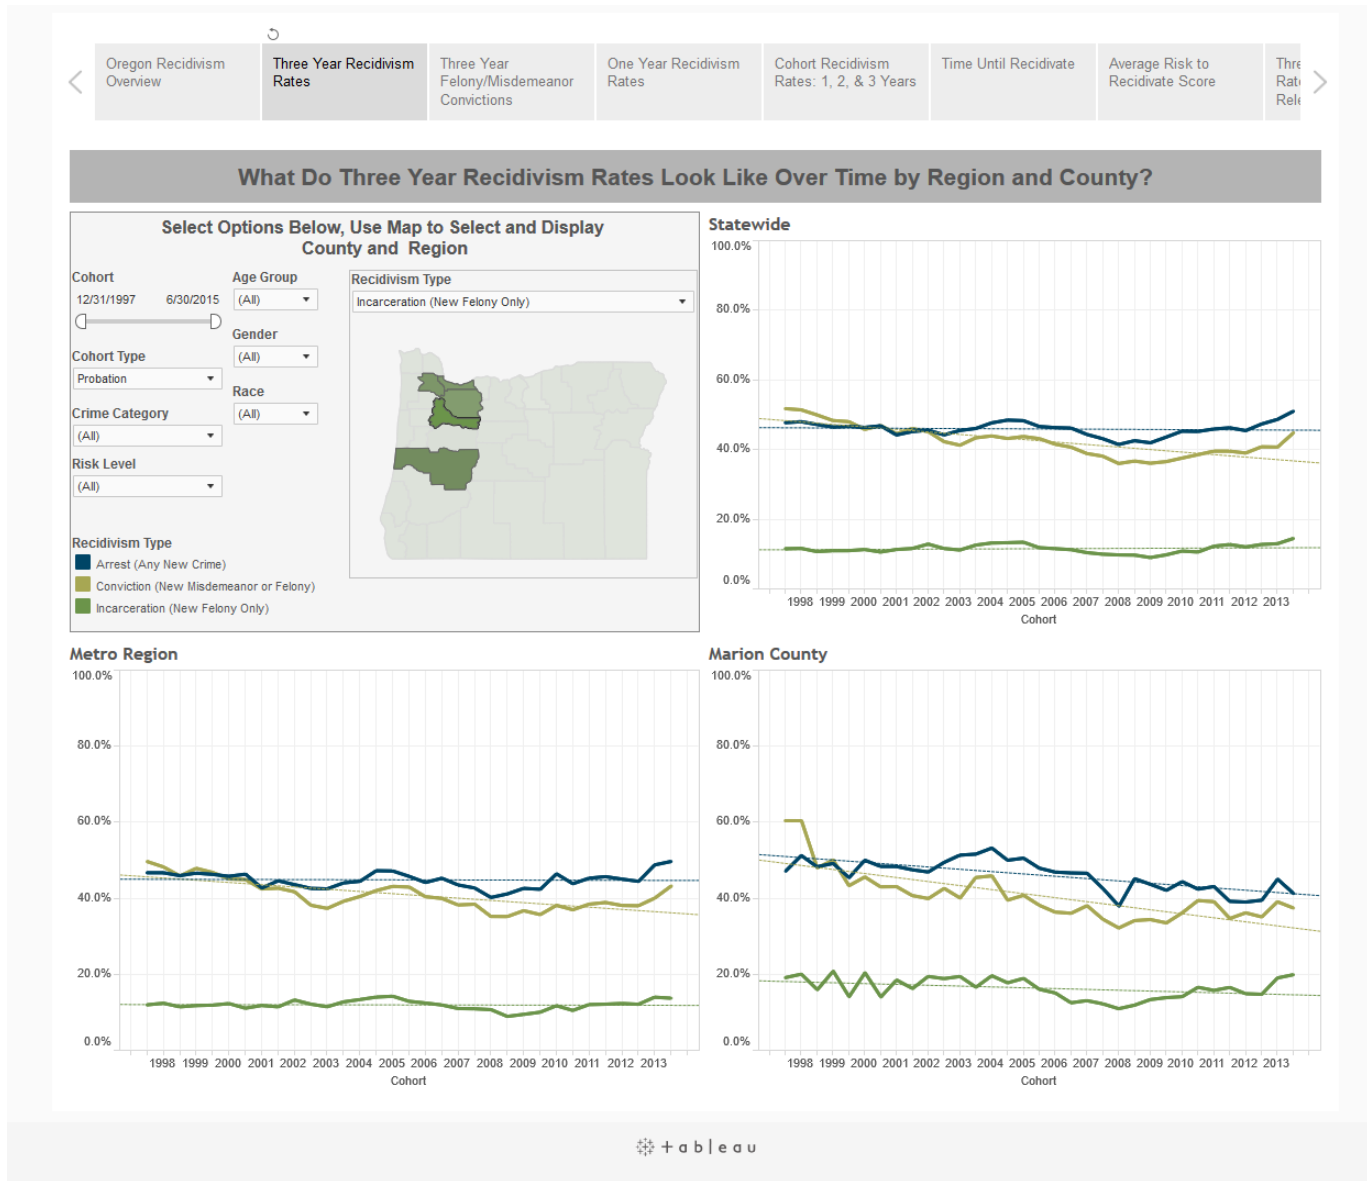 Oregon Recidivism
Overview
Three Year Recidivism
Rates
Three Year
Felony/Misdemeanor
Convictions
One Year Recidivism
Rates
Cohort Recidivism
Rates: 1, 2, & 3 Years
Time Until Recidivate
Average Risk to
Recidivate Score
What Do Three Year Recidivism Rates Look Like Over Time by Region and County?
Select Options Below, Use Map to Select and Display
County and Region
Cohort
12/31/1997 6/30/2015
Age Group
(All)
Gender
(All)
Cohort Type
Probation
Race
(All)
Crime Category
(All)
Risk Level
(All)
Recidivism Type
Incarceration (New Felony Only)
Recidivism Type
Arrest (Any New Crime)
Conviction (New Misdemeanor or Felony)
Incarceration (New Felony Only)
Statewide
100.0%
80.0%
60.0%
40.0%
20.0%
0.0%
1998 1999 2000 2001 2002 2003 2004 2005 2006 2007 2008 2009 2010 2011 2012 2013
Cohort
Metro Region
100.0%
80.0%
60.0%
40.0%
20.0%
0.0%
1998 1999 2000 2001 2002 2003 2004 2005 2006 2007 2008 2009 2010 2011 2012 2013
Cohort
Marion County
100.0%
80.0%
60.0%
40.0%
20.0%
0.0%
1998 1999 2000 2001 2002 2003 2004 2005 2006 2007 2008 2009 2010 2011 2012 2013
Cohort
+ableau